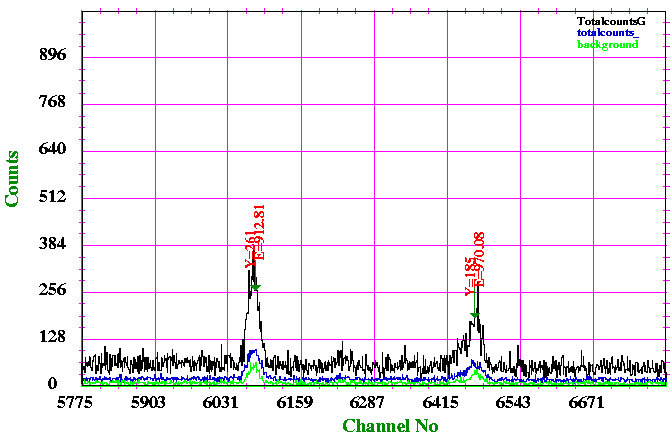 TotalcountsG
totalcounts_
background
896
768
640
512
384
256
128
0
Counts
Y=261
E=912.81
Y=185
E=970.08
5775 5903 6031 6159 6287 6415 6543 6671
Channel No